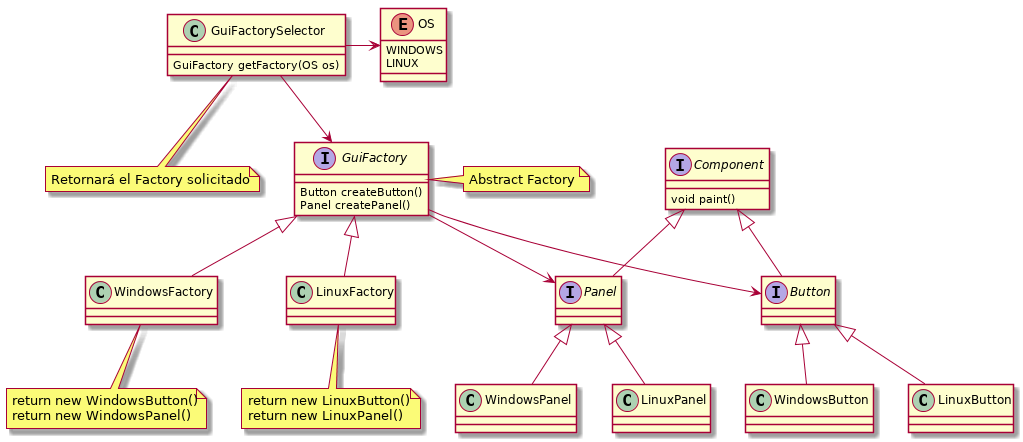 C GuiFactorySelector
GuiFactory getFactory(OS os)
E OS
WINDOWS
LINUX
Retornará el Factory solicitado
I GuiFactory
Button createButton()
Panel createPanel()
Abstract Factory
I Component
void paint()
C WindowsFactory
C LinuxFactory
I Panel
I Button
return new WindowsButton()
return new WindowsPanel()
return new LinuxButton()
return new LinuxPanel()
C WindowsPanel
C LinuxPanel
C WindowsButton
C LinuxButton